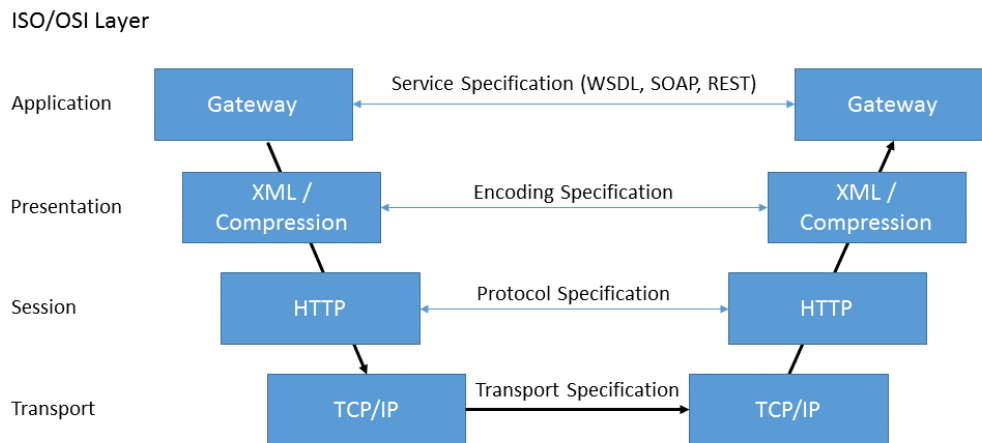 ISO/OSI Layer
Application
Gateway
Service Specification (WSDL, SOAP, REST)
Gateway
Presentation
XML /
Compression
Encoding Specification
XML /
Compression
Session
HTTP
Protocol Specification
HTTP
Transport
TCP/IP
Transport Specification
TCP/IP